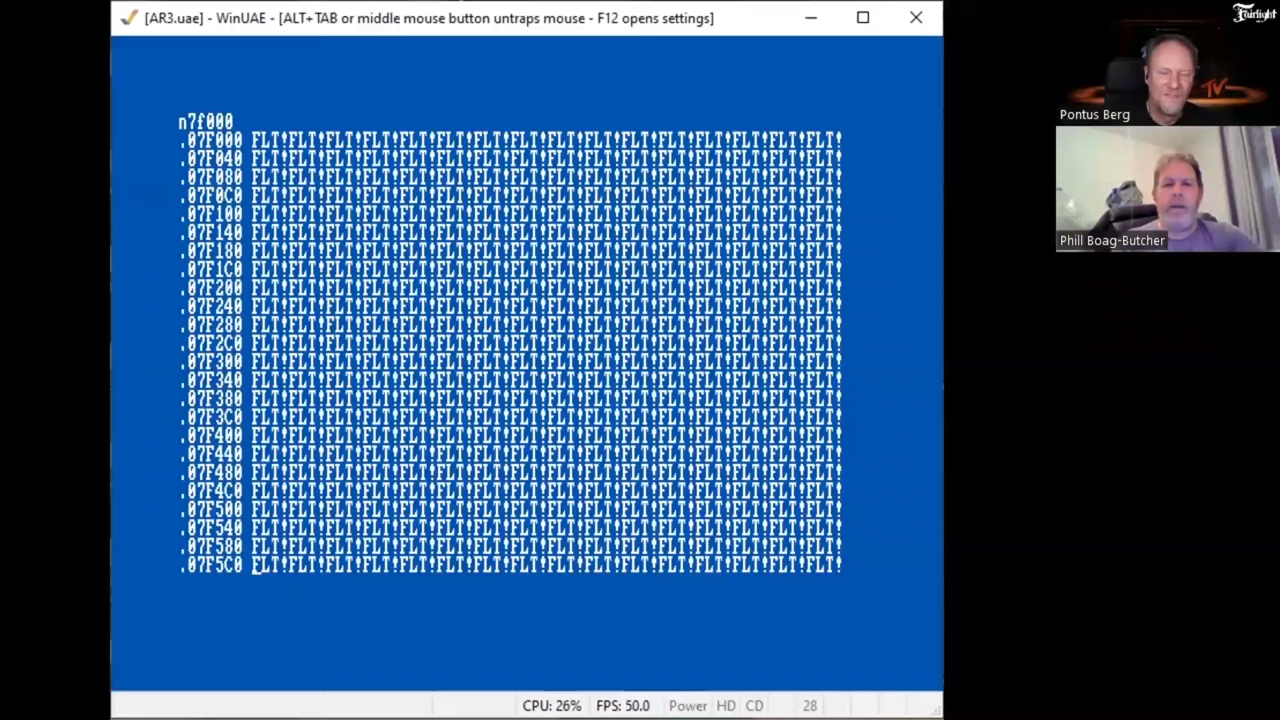 [AR3.uae] - WinUAE - [ALT+TAB or middle mouse button untraps mouse - F12 opens settings]
Fairlight
n7f000
.07F000 FLT!FLT!FLT!FLT!FLT!FLT!FLT!FLT!FLT!FLT!FLT!FLT!FLT!FLT!FLT!FLT!
.07F040 FLT!FLT!FLT!FLT!FLT!FLT!FLT!FLT!FLT!FLT!FLT!FLT!FLT!FLT!FLT!FLT!
.07F080 FLT!FLT!FLT!FLT!FLT!FLT!FLT!FLT!FLT!FLT!FLT!FLT!FLT!FLT!FLT!FLT!
.07F0C0 FLT!FLT!FLT!FLT!FLT!FLT!FLT!FLT!FLT!FLT!FLT!FLT!FLT!FLT!FLT!FLT!
.07F100 FLT!FLT!FLT!FLT!FLT!FLT!FLT!FLT!FLT!FLT!FLT!FLT!FLT!FLT!FLT!FLT!
.07F140 FLT!FLT!FLT!FLT!FLT!FLT!FLT!FLT!FLT!FLT!FLT!FLT!FLT!FLT!FLT!FLT!
.07F180 FLT!FLT!FLT!FLT!FLT!FLT!FLT!FLT!FLT!FLT!FLT!FLT!FLT!FLT!FLT!FLT!
.07F1C0 FLT!FLT!FLT!FLT!FLT!FLT!FLT!FLT!FLT!FLT!FLT!FLT!FLT!FLT!FLT!FLT!
.07F200 FLT!FLT!FLT!FLT!FLT!FLT!FLT!FLT!FLT!FLT!FLT!FLT!FLT!FLT!FLT!FLT!
.07F240 FLT!FLT!FLT!FLT!FLT!FLT!FLT!FLT!FLT!FLT!FLT!FLT!FLT!FLT!FLT!FLT!
.07F280 FLT!FLT!FLT!FLT!FLT!FLT!FLT!FLT!FLT!FLT!FLT!FLT!FLT!FLT!FLT!FLT!
.07F2C0 FLT!FLT!FLT!FLT!FLT!FLT!FLT!FLT!FLT!FLT!FLT!FLT!FLT!FLT!FLT!FLT!
.07F300 FLT!FLT!FLT!FLT!FLT!FLT!FLT!FLT!FLT!FLT!FLT!FLT!FLT!FLT!FLT!FLT!
.07F340 FLT!FLT!FLT!FLT!FLT!FLT!FLT!FLT!FLT!FLT!FLT!FLT!FLT!FLT!FLT!FLT!
.07F380 FLT!FLT!FLT!FLT!FLT!FLT!FLT!FLT!FLT!FLT!FLT!FLT!FLT!FLT!FLT!FLT!
.07F3C0 FLT!FLT!FLT!FLT!FLT!FLT!FLT!FLT!FLT!FLT!FLT!FLT!FLT!FLT!FLT!FLT!
.07F400 FLT!FLT!FLT!FLT!FLT!FLT!FLT!FLT!FLT!FLT!FLT!FLT!FLT!FLT!FLT!FLT!
.07F440 FLT!FLT!FLT!FLT!FLT!FLT!FLT!FLT!FLT!FLT!FLT!FLT!FLT!FLT!FLT!FLT!
.07F480 FLT!FLT!FLT!FLT!FLT!FLT!FLT!FLT!FLT!FLT!FLT!FLT!FLT!FLT!FLT!FLT!
.07F4C0 FLT!FLT!FLT!FLT!FLT!FLT!FLT!FLT!FLT!FLT!FLT!FLT!FLT!FLT!FLT!FLT!
.07F500 FLT!FLT!FLT!FLT!FLT!FLT!FLT!FLT!FLT!FLT!FLT!FLT!FLT!FLT!FLT!FLT!
.07F540 FLT!FLT!FLT!FLT!FLT!FLT!FLT!FLT!FLT!FLT!FLT!FLT!FLT!FLT!FLT!FLT!
.07F580 FLT!FLT!FLT!FLT!FLT!FLT!FLT!FLT!FLT!FLT!FLT!FLT!FLT!FLT!FLT!FLT!
.07F5C0 FLT!FLT!FLT!FLT!FLT!FLT!FLT!FLT!FLT!FLT!FLT!FLT!FLT!FLT!FLT!FLT!
CPU: 26% FPS: 50.0 Power HD CD 28
TV
Pontus Berg
Phill Boag-Butcher